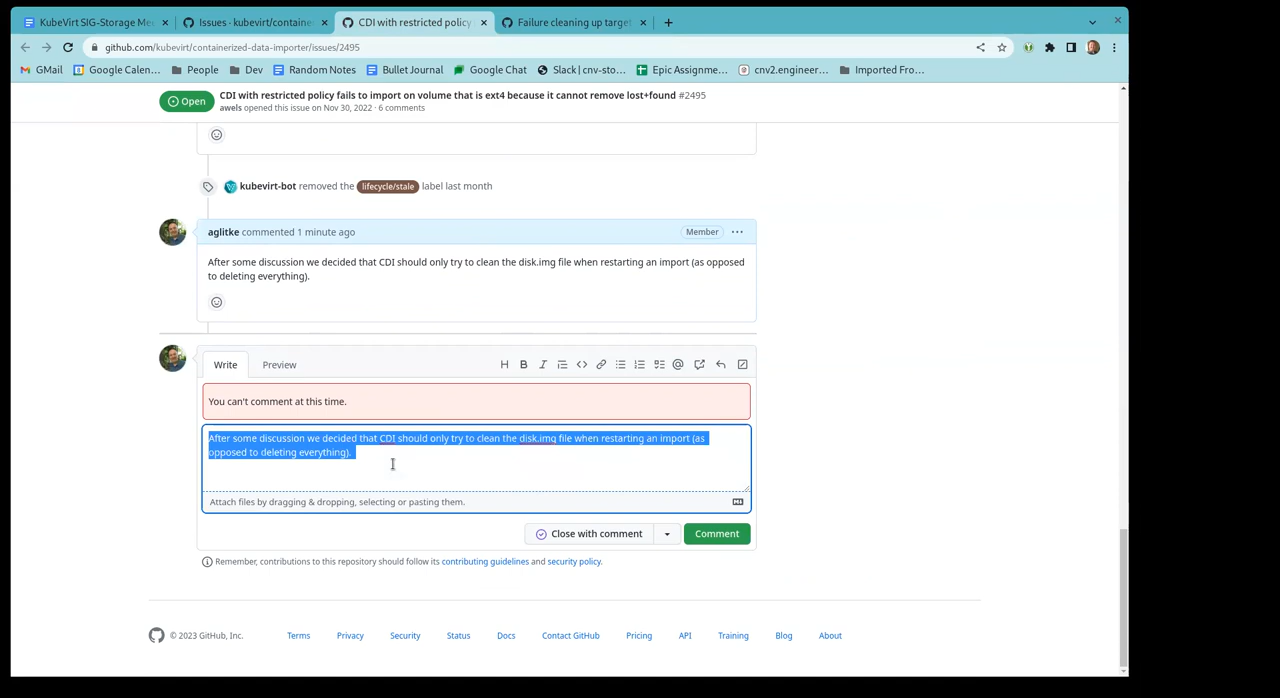 KubeVirt SIG-Storage Me
Issues · kubevirt/containe
CDI with restricted policy
Failure cleaning up target
github.com/kubevirt/containerized-data-importer/issues/2495
GMail
Google Calen...
People
Dev
Random Notes
Bullet Journal
Google Chat
Slack | cnv-sto...
Epic Assignme...
cnv2.engineer...
Imported Fro...
Open
CDI with restricted policy fails to import on volume that is ext4 because it cannot remove lost+found #2495
awels opened this issue on Nov 30, 2022 · 6 comments
kubevirt-bot removed the lifecycle/stale label last month
aglitke commented 1 minute ago
Member
After some discussion we decided that CDI should only try to clean the disk.img file when restarting an import (as opposed
to deleting everything).
Write
Preview
You can't comment at this time.
After some discussion we decided that CDI should only try to clean the disk.img file when restarting an import (as
opposed to deleting everything).
Attach files by dragging & dropping, selecting or pasting them.
Close with comment
Comment
Remember, contributions to this repository should follow its contributing guidelines and security policy.
© 2023 GitHub, Inc.
Terms
Privacy
Security
Status
Docs
Contact GitHub
Pricing
API
Training
Blog
About